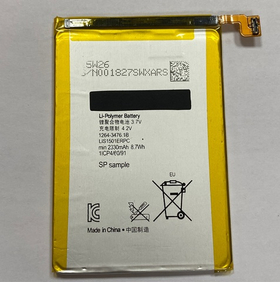 SW26
/N001827SWXARS
Li-Polymer Battery
锂聚合物电池 3.7V
充电限制 4.2V
1264-3476.1B
LIS1501ERPC
min 2330mAh 8.7Wh
1ICP4/60/91
SP sample
EU
Made in China • 中国制造